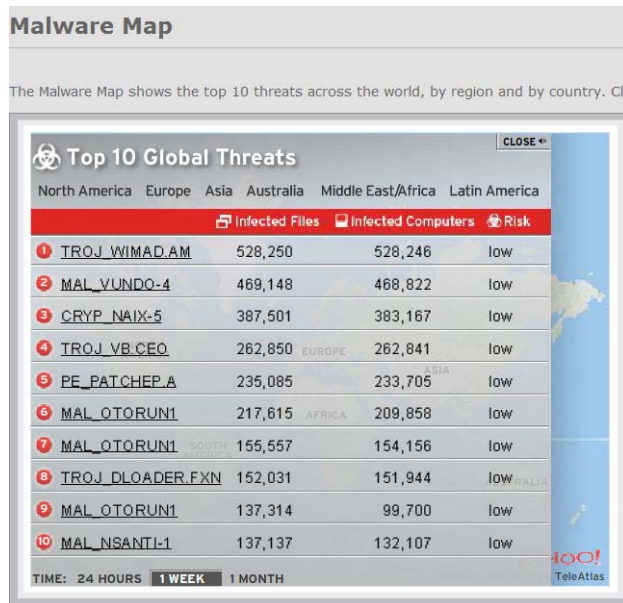 Malware Map
The Malware Map shows the top 10 threats across the world, by region and by country.
CLOSE
Top 10 Global Threats
North America Europe Asia Australia Middle East/Africa Latin America
Infected Files Infected Computers Risk
1 TROJ_WIMAD.AM 528,250 528,246 low
2 MAL_VUNDO-4 469,148 468,822 low
3 CRYP_NAIX-5 387,501 383,167 low
4 TROJ_VB.CEO 262,850 EUROPE 262,841 low
ASIA
5 PE_PATCHEP.A 235,085 233,705 low
6 MAL_OTORUN1 217,615 AFRICA 209,858 low
7 MAL_OTORUN1 SOUTH AMERICA 155,557 154,156 low
8 TROJ_DLOADER.FXN 152,031 151,944 low
9 MAL_OTORUN1 137,314 99,700 low
10 MAL_NSANTI-1 137,137 132,107 low
TIME: 24 HOURS 1 WEEK 1 MONTH
TeleAtlas